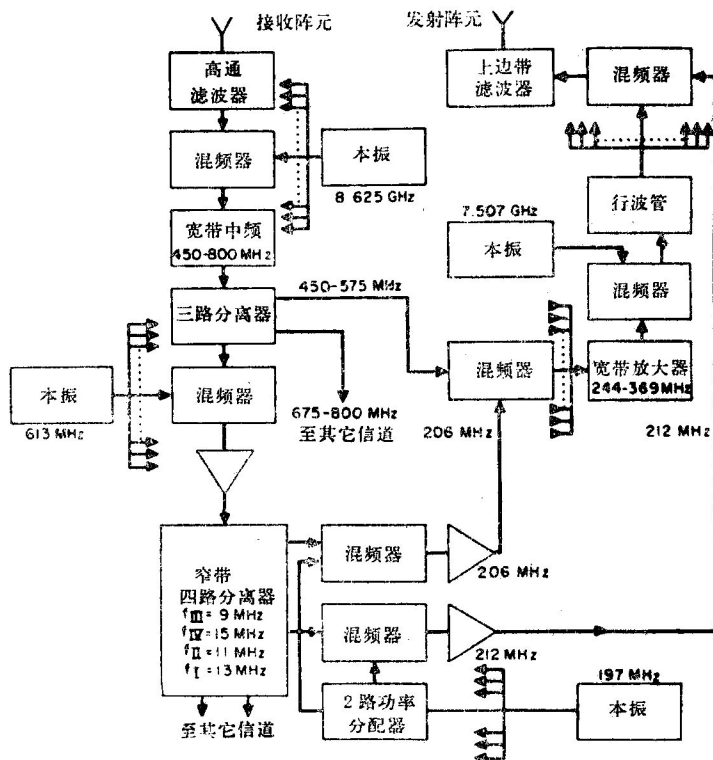 接收阵元
发射阵元
高通
滤波器
上边带
滤波器
混频器
混频器
本振
8 625 GHz
行波管
宽带中频
450-800 MHz
7.507 GHz
本振
混频器
450-575 MHz
三路分离器
混频器
宽带放大器
244-369MHz
本振
613 MHz
混频器
675-800 MHz
至其它信道
206 MHz
212 MHz
窄带
四路分离器
fIII= 9 MHz
fIV=15 MHz
fII=11 MHz
fI=13 MHz
混频器
206 MHz
混频器
212 MHz
2路功率
分配器
197 MHz
本振
至其它信道